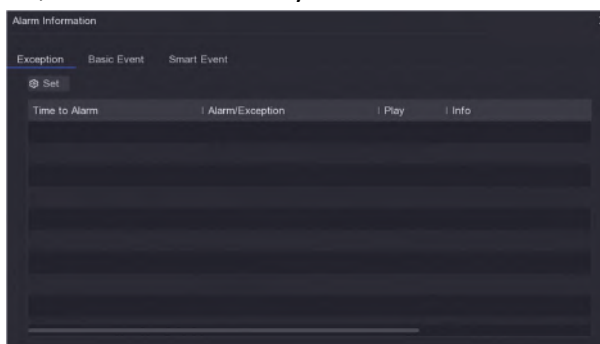 Alarm Information
Exception Basic Event Smart Event
Set
Time to Alarm Alarm/Exception Play Info